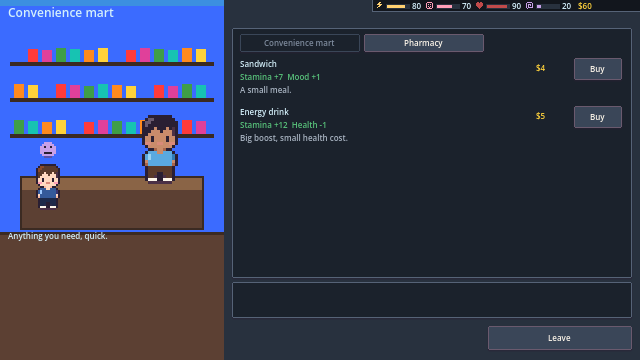 Convenience mart
80 70 90 20 $60
Convenience mart Pharmacy
Sandwich
Stamina +7 Mood +1
A small meal.
$4
Buy
Energy drink
Stamina +12 Health -1
Big boost, small health cost.
$5
Buy
Anything you need, quick.
Leave